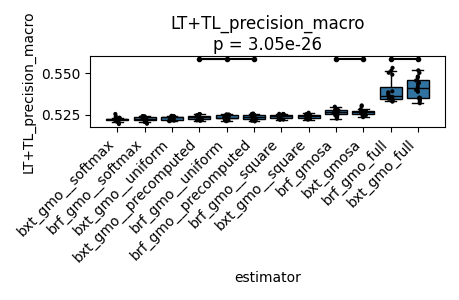 LT+TL_precision_macro
p = 3.05e-26
LT+TL_precision_macro
0.550
0.525
bxt_gmo__softmax
brf_gmo__softmax
bxt_gmo__uniform
bxt_gmo__precomputed
brf_gmo__uniform
brf_gmo__precomputed
brf_gmo__square
bxt_gmo__square
brf_gmosa
bxt_gmosa
brf_gmo_full
bxt_gmo_full
estimator